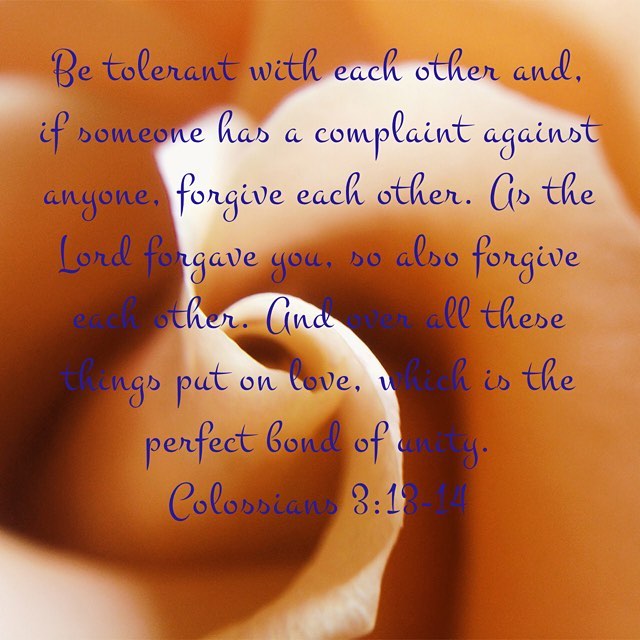 Be tolerant with each other and,
if someone has a complaint against
anyone, forgive each other. As the
Lord forgave you, so also forgive
each other. And over all these
things put on love, which is the
perfect bond of unity.
Colossians 3:13-14